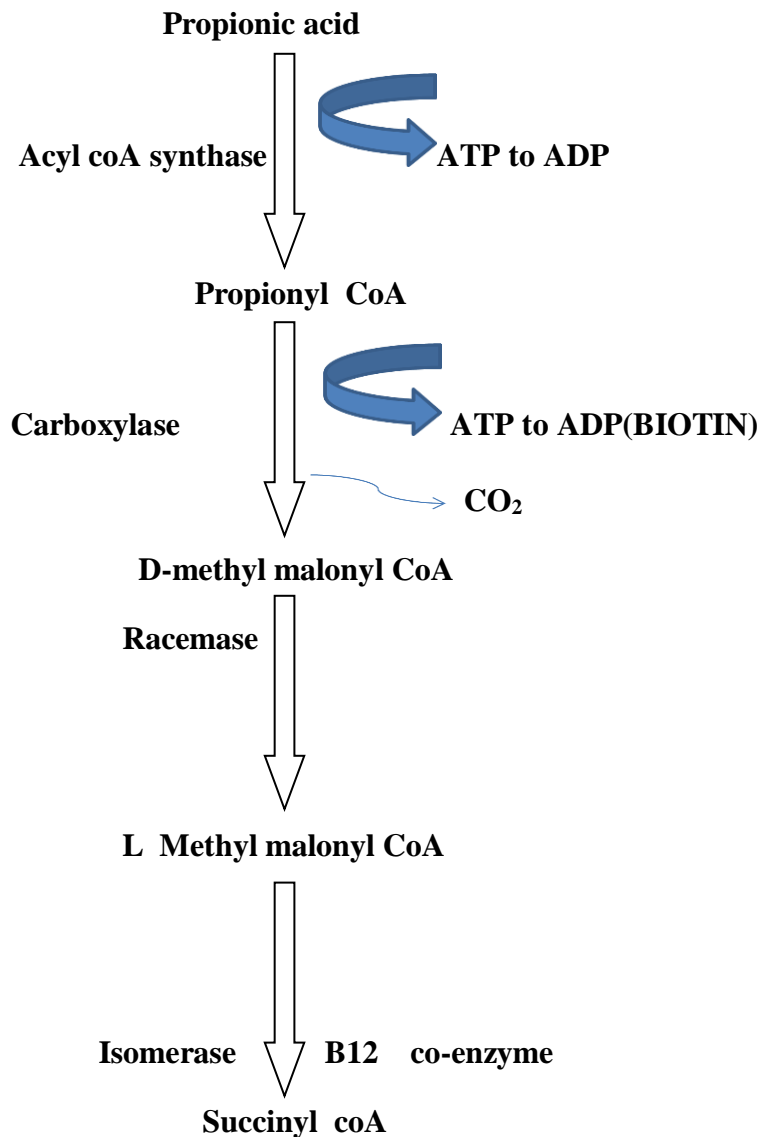 Propionic acid
Acyl coA synthase ATP to ADP
Propionyl CoA
Carboxylase ATP to ADP(BIOTIN)
CO₂
D-methyl malonyl CoA
Racemase
L Methyl malonyl CoA
Isomerase B12 co-enzyme
Succinyl coA